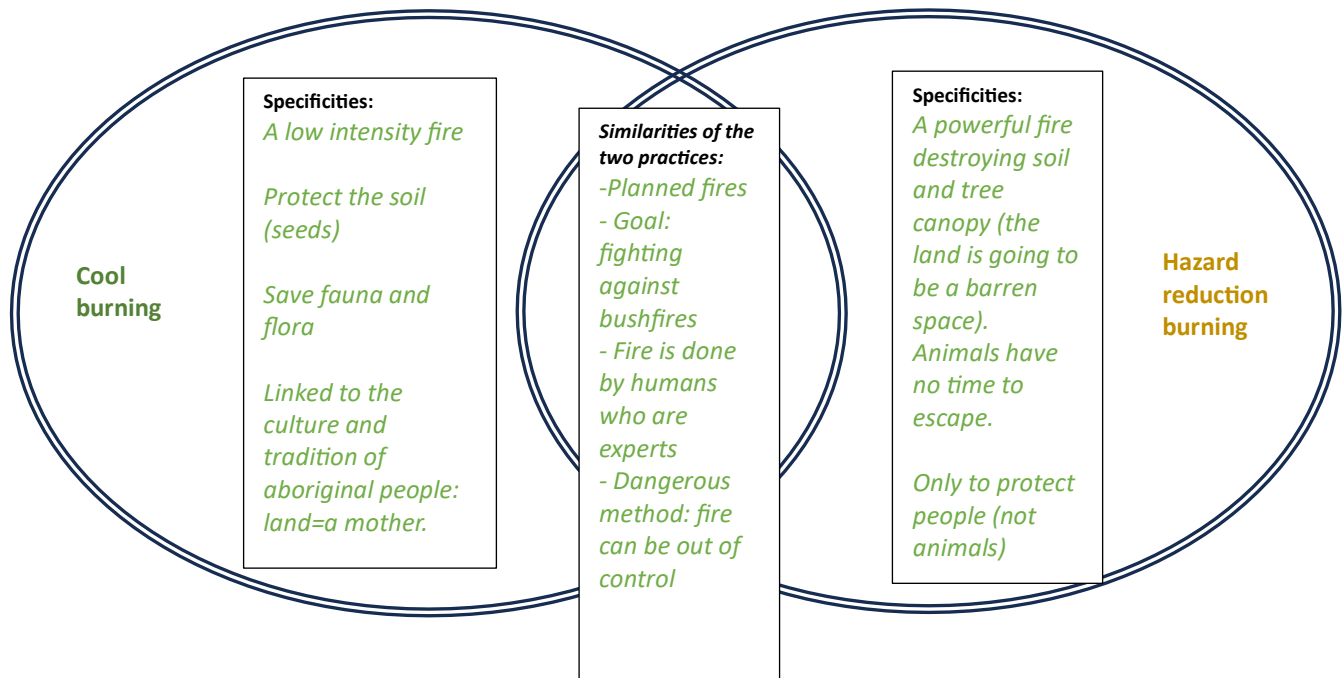 Cool
burning
Specificities:
A low intensity fire
Protect the soil
(seeds)
Save fauna and
flora
Linked to the
culture and
tradition of
aboriginal people:
land=a mother.
Similarities of the
two practices:
-Planned fires
- Goal:
fighting
against
bushfires
- Fire is done
by humans
who are
experts
- Dangerous
method: fire
can be out of
control
Specificities:
A powerful fire
destroying soil
and tree
canopy (the
land is going to
be a barren
space).
Animals have
no time to
escape.
Only to protect
people (not
animals)
Hazard
reduction
burning